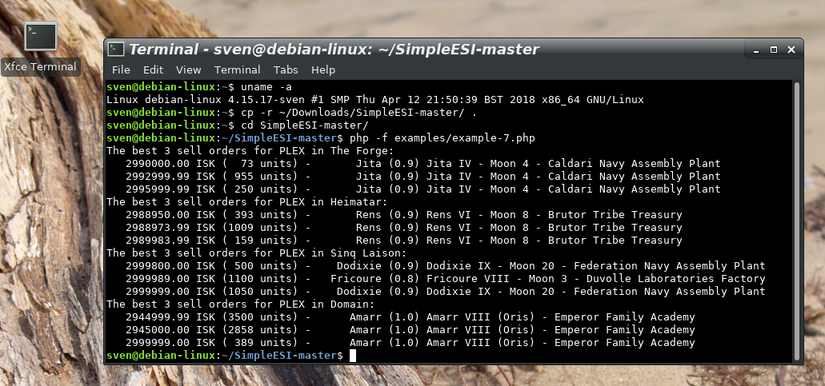 Xfce Terminal
Terminal - sven@debian-linux: ~/SimpleESI-master
File Edit View Terminal Tabs Help
sven@debian-linux:~$ uname -a
Linux debian-linux 4.15.17-sven #1 SMP Thu Apr 12 21:50:39 BST 2018 x86_64 GNU/Linux
sven@debian-linux:~$ cp -r ~/Downloads/SimpleESI-master/ .
sven@debian-linux:~$ cd SimpleESI-master/
sven@debian-linux:~/SimpleESI-master$ php -f examples/example-7.php
The best 3 sell orders for PLEX in The Forge:
2990000.00 ISK (  73 units) -       Jita (0.9) Jita IV - Moon 4 - Caldari Navy Assembly Plant
2992999.99 ISK ( 955 units) -       Jita (0.9) Jita IV - Moon 4 - Caldari Navy Assembly Plant
2995999.99 ISK ( 250 units) -       Jita (0.9) Jita IV - Moon 4 - Caldari Navy Assembly Plant
The best 3 sell orders for PLEX in Heimatar:
2988950.00 ISK ( 393 units) -       Rens (0.9) Rens VI - Moon 8 - Brutor Tribe Treasury
2988973.99 ISK (1009 units) -       Rens (0.9) Rens VI - Moon 8 - Brutor Tribe Treasury
2989983.99 ISK ( 159 units) -       Rens (0.9) Rens VI - Moon 8 - Brutor Tribe Treasury
The best 3 sell orders for PLEX in Sinq Laison:
2999800.00 ISK ( 500 units) -    Dodixie (0.9) Dodixie IX - Moon 20 - Federation Navy Assembly Plant
2999989.00 ISK (1100 units) -   Fricoure (0.8) Fricoure VIII - Moon 3 - Duvolle Laboratories Factory
2999999.00 ISK (1050 units) -    Dodixie (0.9) Dodixie IX - Moon 20 - Federation Navy Assembly Plant
The best 3 sell orders for PLEX in Domain:
2944999.99 ISK (3500 units) -      Amarr (1.0) Amarr VIII (Oris) - Emperor Family Academy
2945000.00 ISK (2858 units) -      Amarr (1.0) Amarr VIII (Oris) - Emperor Family Academy
2999999.00 ISK ( 389 units) -      Amarr (1.0) Amarr VIII (Oris) - Emperor Family Academy
sven@debian-linux:~/SimpleESI-master$